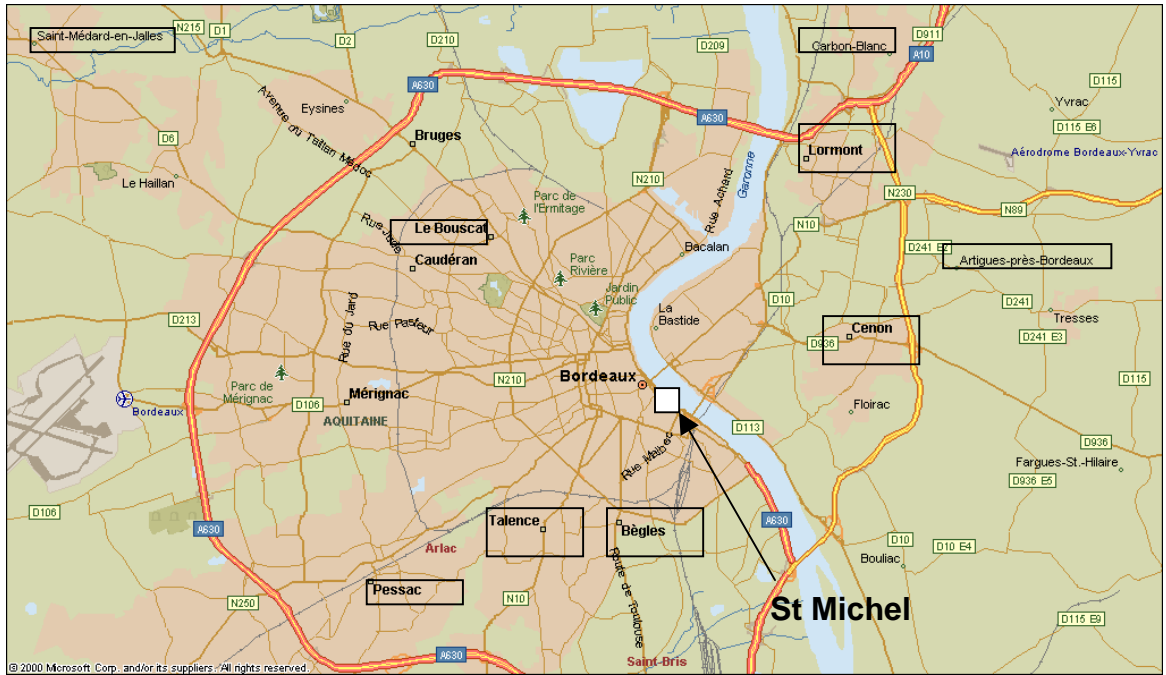 Saint-Médard-en-Jalles
N215
D1
D2
D210
D209
Carbon-Blanc
D911
A10
A630
Avenue du Taillan Médoc
Eysines
Bruges
A630
D115
Yvrac
D115 E6
Lormont
Aérodrome Bordeaux-Yvrac
D6
Le Haillan
Garonne
Rue Achard
N210
N230
N89
Parc de
l'Ermitage
Rue Jude
Le Bouscat
Caudéran
N10
Bacalan
D241 E2
Artigues-près-Bordeaux
Parc
Rivière
Jardin
Public
La
Bastide
D10
D241
Tresses
D241 E3
D213
Rue du Jard
Rue Pasteur
D936
Cenon
Parc de
Mérignac
N210
Bordeaux
D115
Bordeaux
D106
Mérignac
AQUITAINE
Floirac
D113
Rue Malbec
D936
Fargues-St.-Hilaire
D936 E5
D106
A630
Talence
Bègles
A630
Arlac
D10
D10 E4
Bouliac
Route de Toulouse
Pessac
N250
N10
St Michel
D115 E9
A630
Saint-Bris
© 2000 Microsoft Corp. and/or its suppliers. All rights reserved.